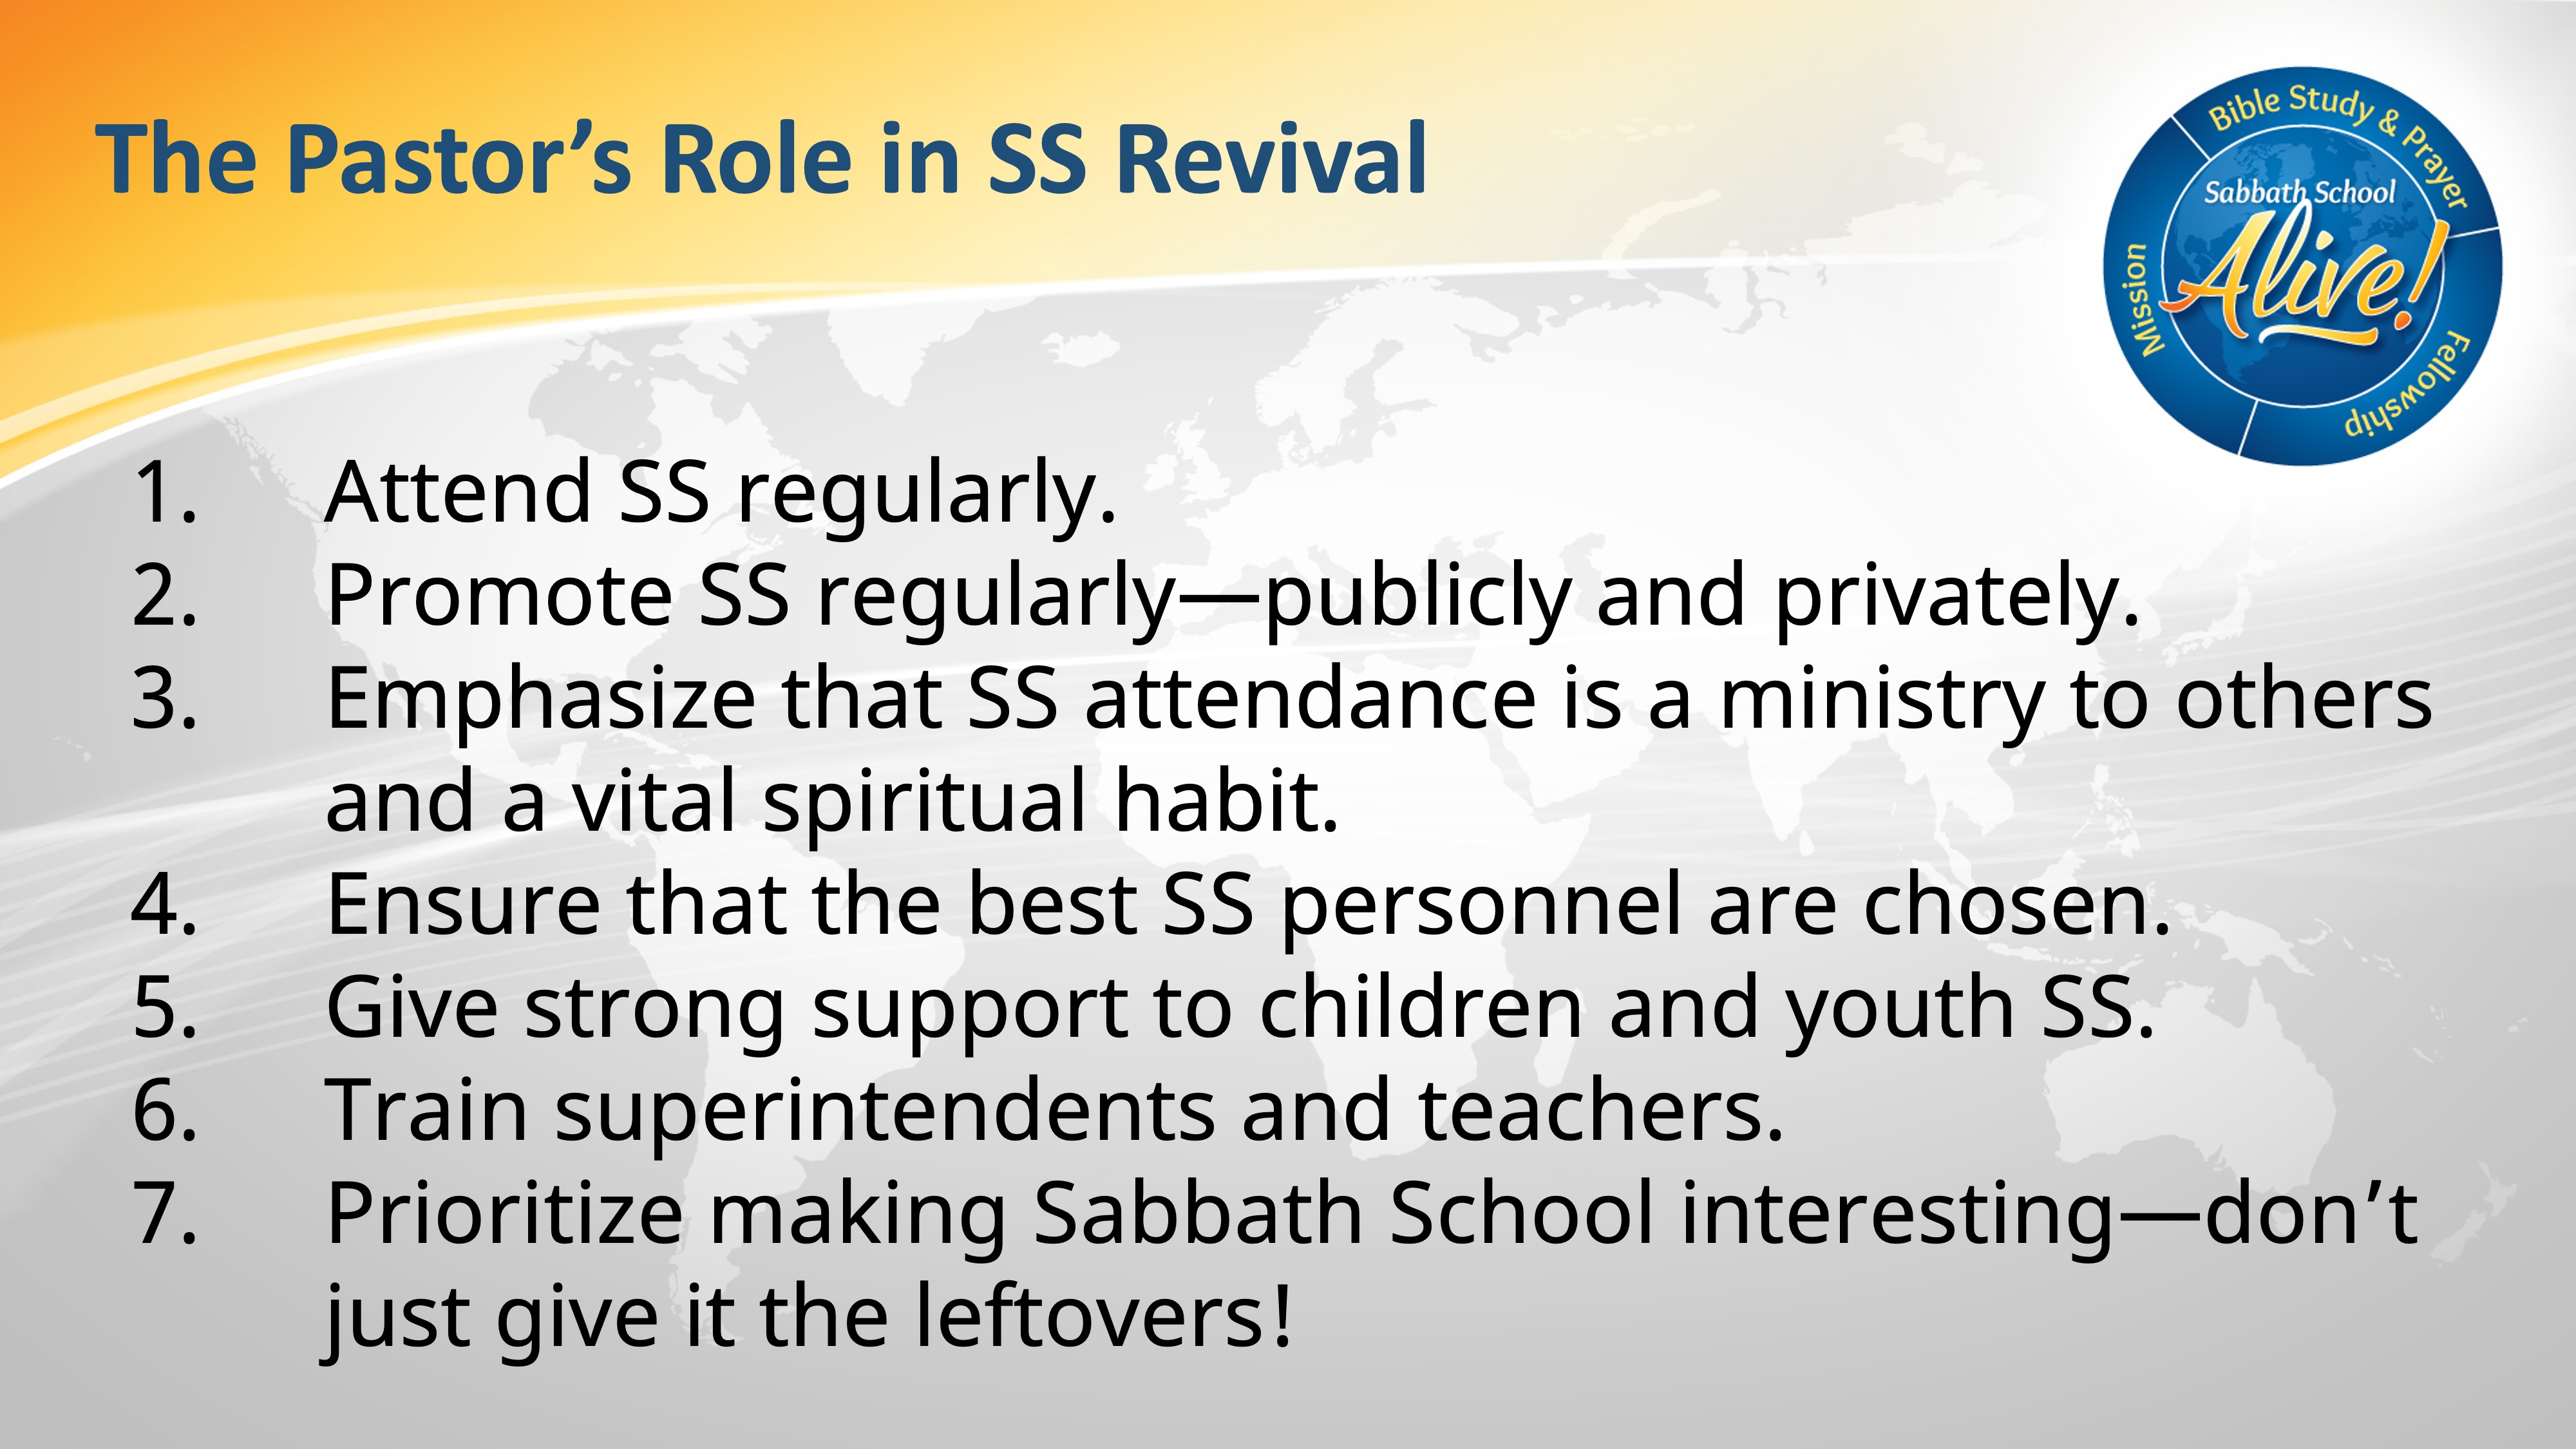 The Pastor’s Role in SS Revival
Bible Study & Prayer
Sabbath School
Alive!
Mission
Fellowship
1. Attend SS regularly.
2. Promote SS regularly—publicly and privately.
3. Emphasize that SS attendance is a ministry to others
and a vital spiritual habit.
4. Ensure that the best SS personnel are chosen.
5. Give strong support to children and youth SS.
6. Train superintendents and teachers.
7. Prioritize making Sabbath School interesting—don’t
just give it the leftovers!